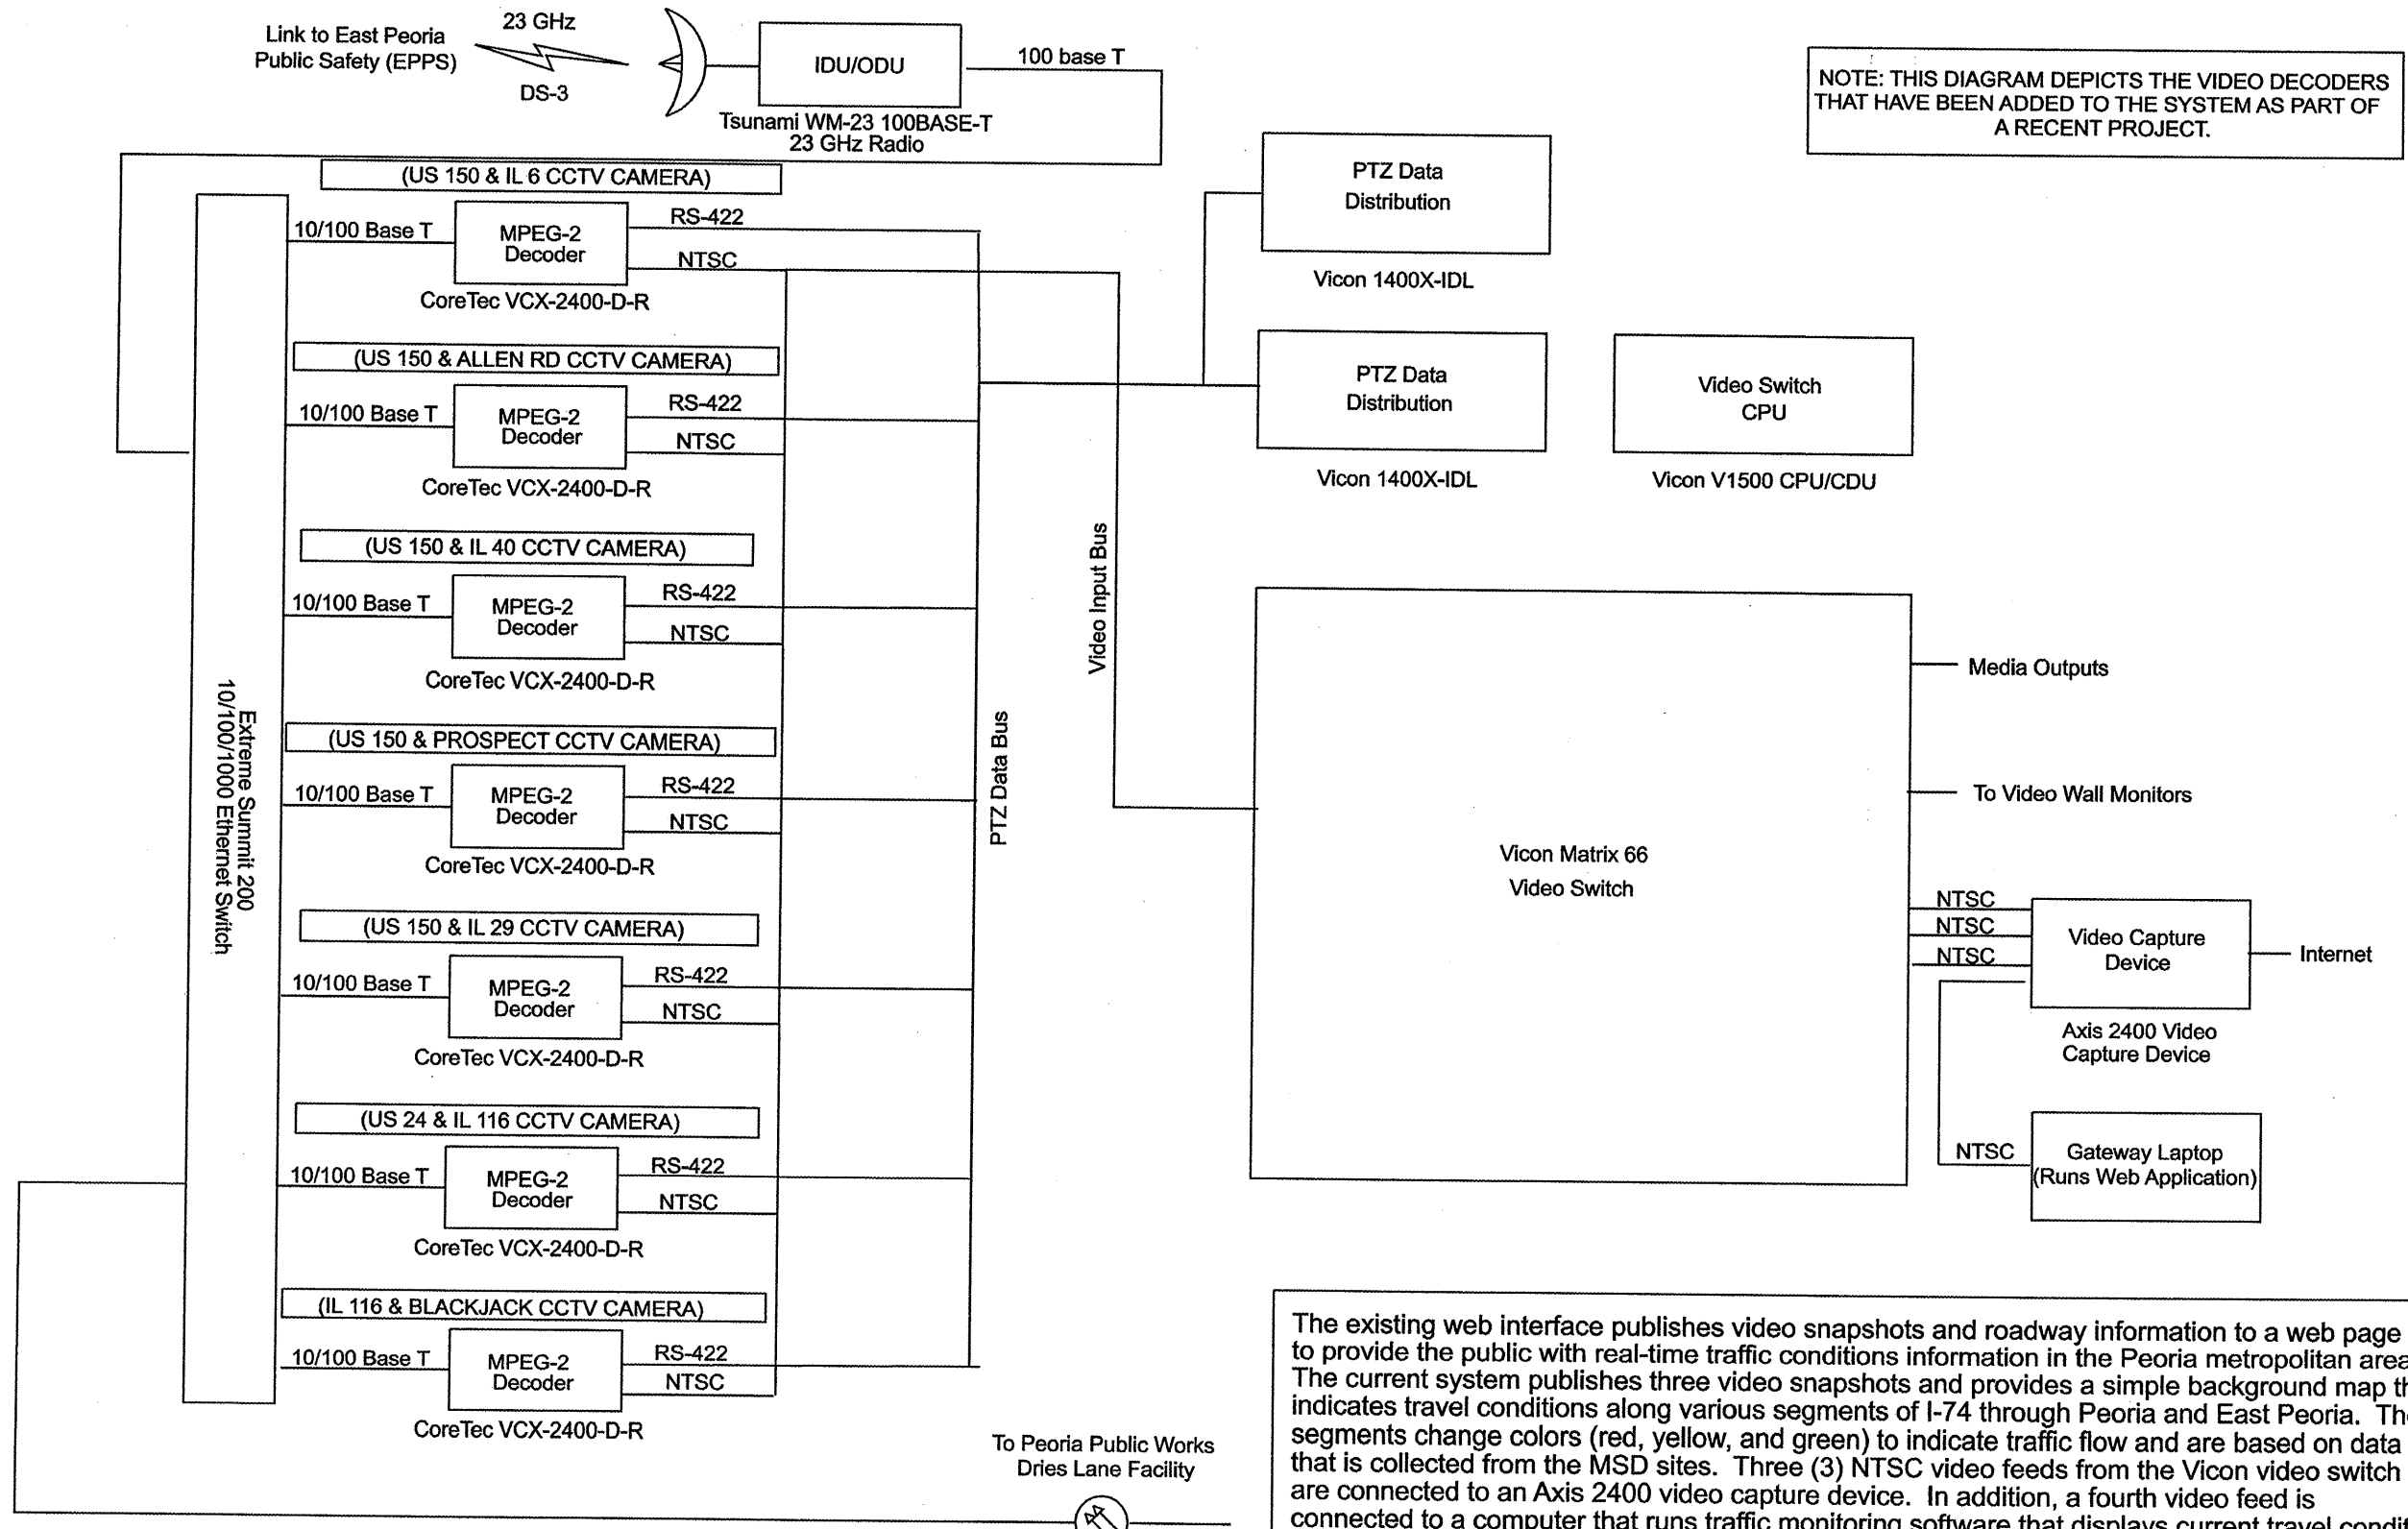 23 GHz
Link to East Peoria
Public Safety (EPPS)
DS-3
IDU/ODU
100 base T
Tsunami WM-23 100BASE-T
23 GHz Radio
NOTE: THIS DIAGRAM DEPICTS THE VIDEO DECODERS
THAT HAVE BEEN ADDED TO THE SYSTEM AS PART OF
A RECENT PROJECT.
(US 150 & IL 6 CCTV CAMERA)
10/100 Base T
MPEG-2
Decoder
RS-422
NTSC
CoreTec VCX-2400-D-R
(US 150 & ALLEN RD CCTV CAMERA)
10/100 Base T
MPEG-2
Decoder
RS-422
NTSC
CoreTec VCX-2400-D-R
(US 150 & IL 40 CCTV CAMERA)
10/100 Base T
MPEG-2
Decoder
RS-422
NTSC
CoreTec VCX-2400-D-R
(US 150 & PROSPECT CCTV CAMERA)
10/100 Base T
MPEG-2
Decoder
RS-422
NTSC
CoreTec VCX-2400-D-R
(US 150 & IL 29 CCTV CAMERA)
10/100 Base T
MPEG-2
Decoder
RS-422
NTSC
CoreTec VCX-2400-D-R
(US 24 & IL 116 CCTV CAMERA)
10/100 Base T
MPEG-2
Decoder
RS-422
NTSC
CoreTec VCX-2400-D-R
(IL 116 & BLACKJACK CCTV CAMERA)
10/100 Base T
MPEG-2
Decoder
RS-422
NTSC
CoreTec VCX-2400-D-R
Extreme Summit 200
10/100/1000 Ethernet Switch
PTZ Data Bus
Video Input Bus
PTZ Data
Distribution
Vicon 1400X-IDL
PTZ Data
Distribution
Vicon 1400X-IDL
Video Switch
CPU
Vicon V1500 CPU/CDU
Vicon Matrix 66
Video Switch
Media Outputs
To Video Wall Monitors
NTSC
NTSC
NTSC
Video Capture
Device
Internet
Axis 2400 Video
Capture Device
NTSC
Gateway Laptop
(Runs Web Application)
To Peoria Public Works
Dries Lane Facility
The existing web interface publishes video snapshots and roadway information to a web page
to provide the public with real-time traffic conditions information in the Peoria metropolitan area
The current system publishes three video snapshots and provides a simple background map th
indicates travel conditions along various segments of I-74 through Peoria and East Peoria. The
segments change colors (red, yellow, and green) to indicate traffic flow and are based on data
that is collected from the MSD sites. Three (3) NTSC video feeds from the Vicon video switch
are connected to an Axis 2400 video capture device. In addition, a fourth video feed is
connected to a computer that runs traffic monitoring software that displays current travel condi